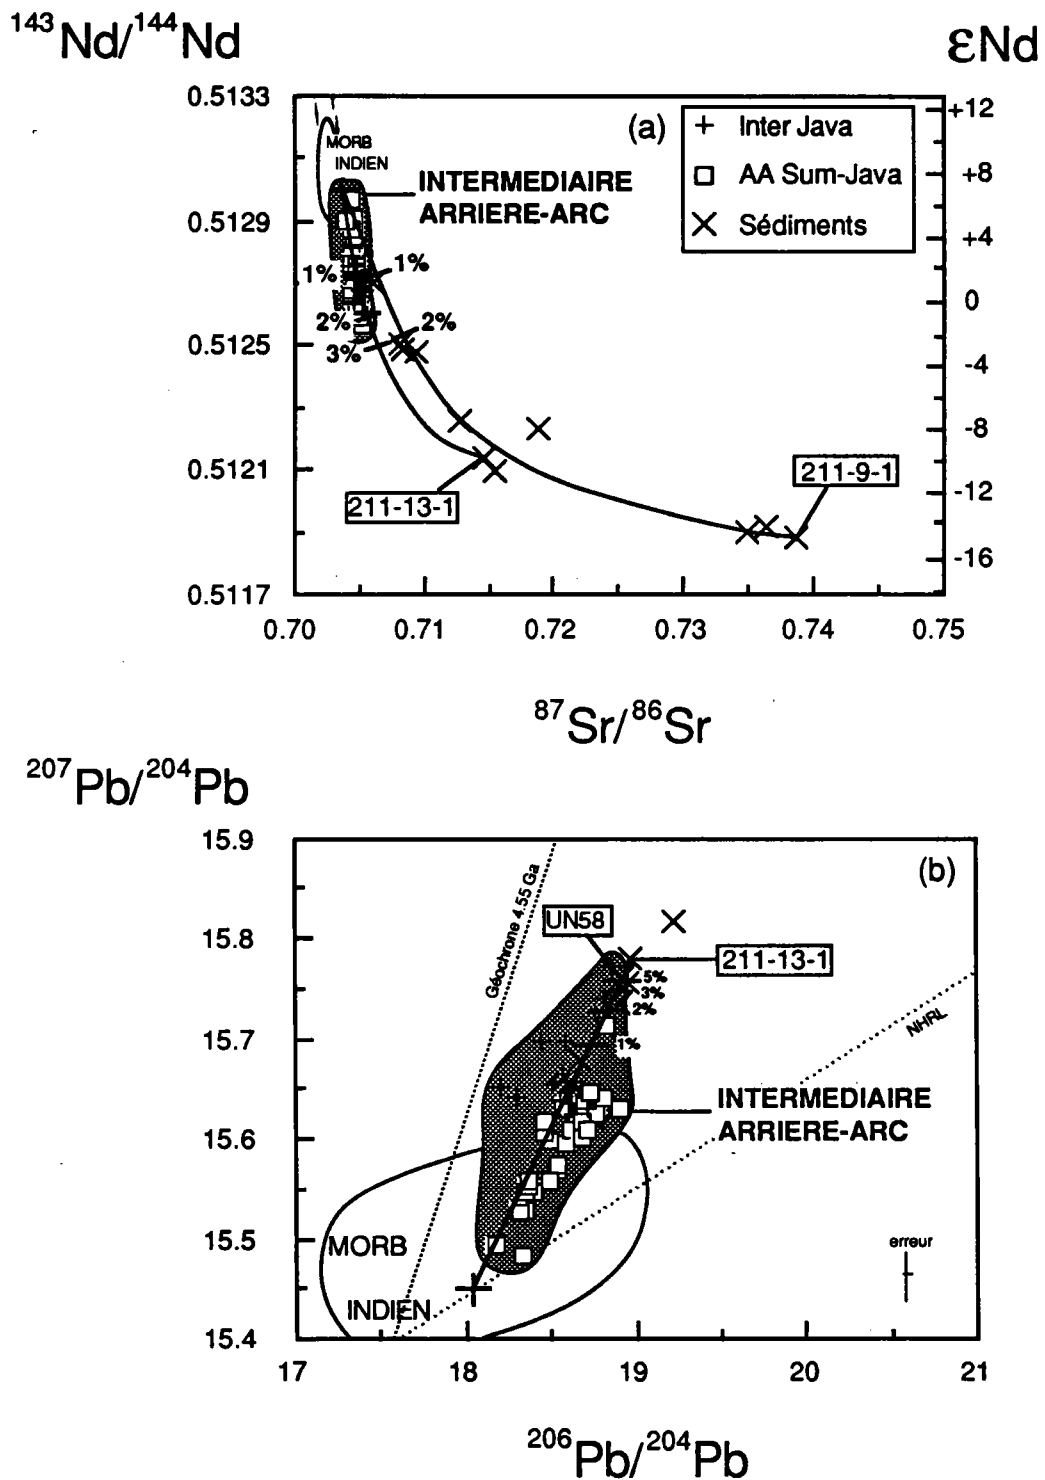 143Nd/144Nd
εNd
0.5133
+12
(a)
Inter Java
MORB
INDIEN
AA Sum-Java
+8
INTERMEDIAIRE
ARRIERE-ARC
Sédiments
0.5129
+4
1%
1%
0
2%
2%
0.5125
3%
-4
-8
0.5121
211-9-1
211-13-1
-12
-16
0.5117
0.70
0.71
0.72
0.73
0.74
0.75
87Sr/86Sr
207Pb/204Pb
15.9
(b)
Géochrone 4.55 Ga
UN58
15.8
211-13-1
5%
3%
2%
NHRL
15.7
1%
INTERMEDIAIRE
ARRIERE-ARC
15.6
15.5
MORB
erreur
INDIEN
15.4
17
18
19
20
21
206Pb/204Pb